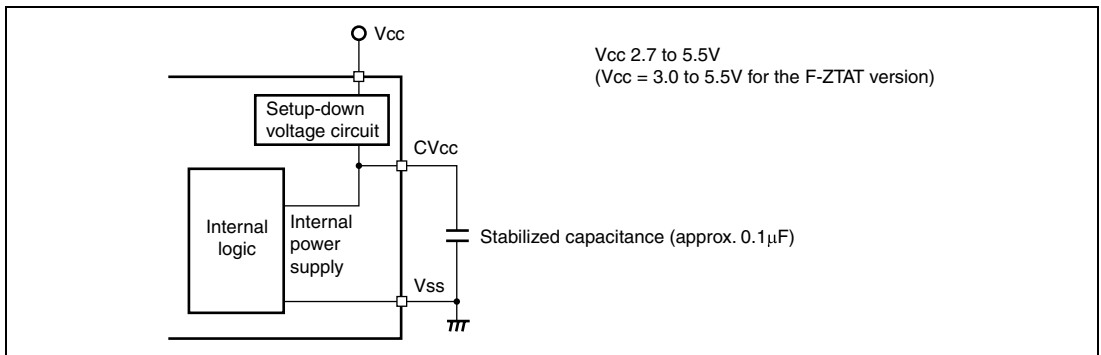 Vcc
Vcc 2.7 to 5.5V
(Vcc = 3.0 to 5.5V for the F-ZTAT version)
Setup-down
voltage circuit
CVcc
Internal
logic
Internal
power
supply
Stabilized capacitance (approx. 0.1μF)
Vss